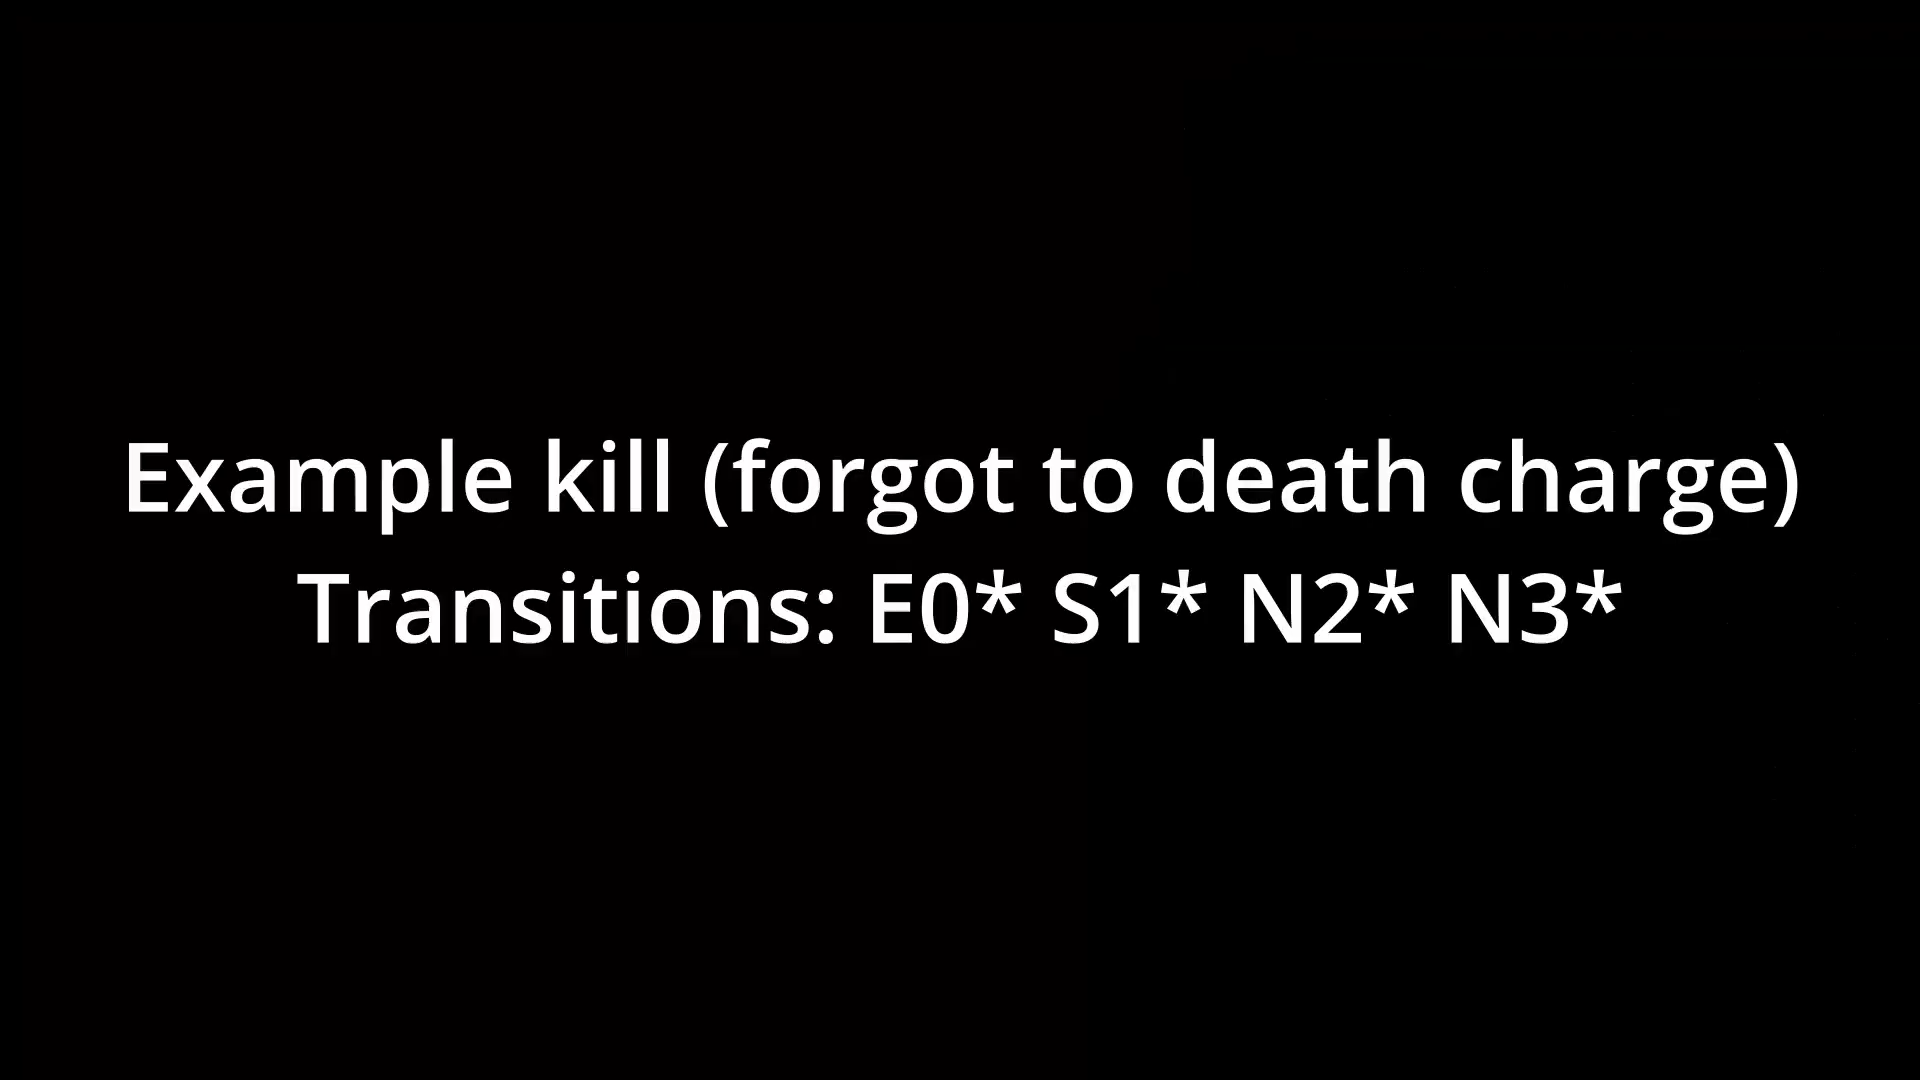 Example kill (forgot to death charge)
Transitions: E0* S1* N2* N3*